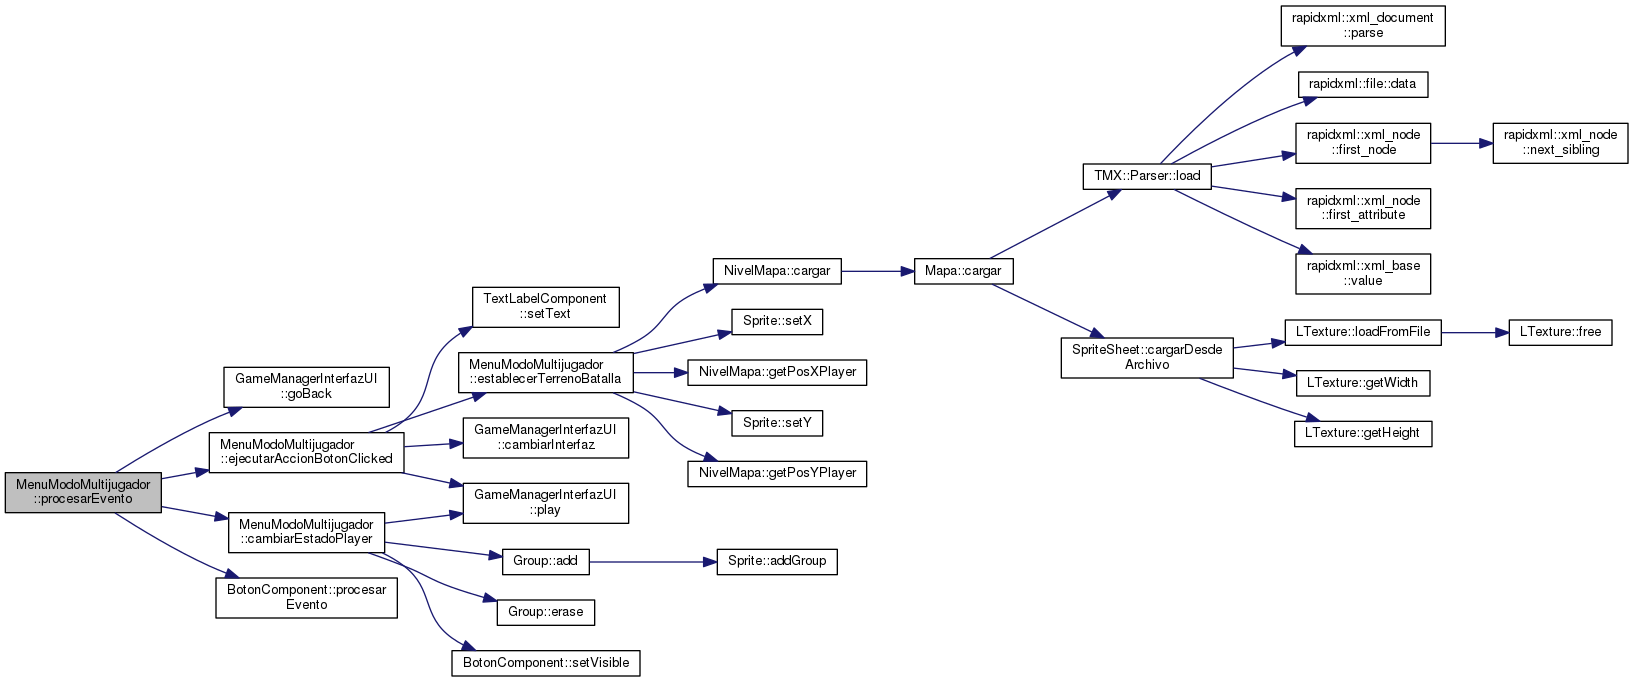 rapidxml::xml_document
::parse
rapidxml::file::data
rapidxml::xml_node
::first_node
rapidxml::xml_node
::next_sibling
TMX::Parser::load
rapidxml::xml_node
::first_attribute
rapidxml::xml_base
::value
NivelMapa::cargar
Mapa::cargar
TextLabelComponent
::setText
Sprite::setX
SpriteSheet::cargarDesde
Archivo
LTexture::loadFromFile
LTexture::free
MenuModoMultijugador
::establecerTerrenoBatalla
NivelMapa::getPosXPlayer
LTexture::getWidth
GameManagerInterfazUI
::goBack
Sprite::setY
LTexture::getHeight
MenuModoMultijugador
::ejecutarAccionBotonClicked
GameManagerInterfazUI
::cambiarInterfaz
NivelMapa::getPosYPlayer
MenuModoMultijugador
::procesarEvento
GameManagerInterfazUI
::play
MenuModoMultijugador
::cambiarEstadoPlayer
Group::add
Sprite::addGroup
BotonComponent::procesar
Evento
Group::erase
BotonComponent::setVisible